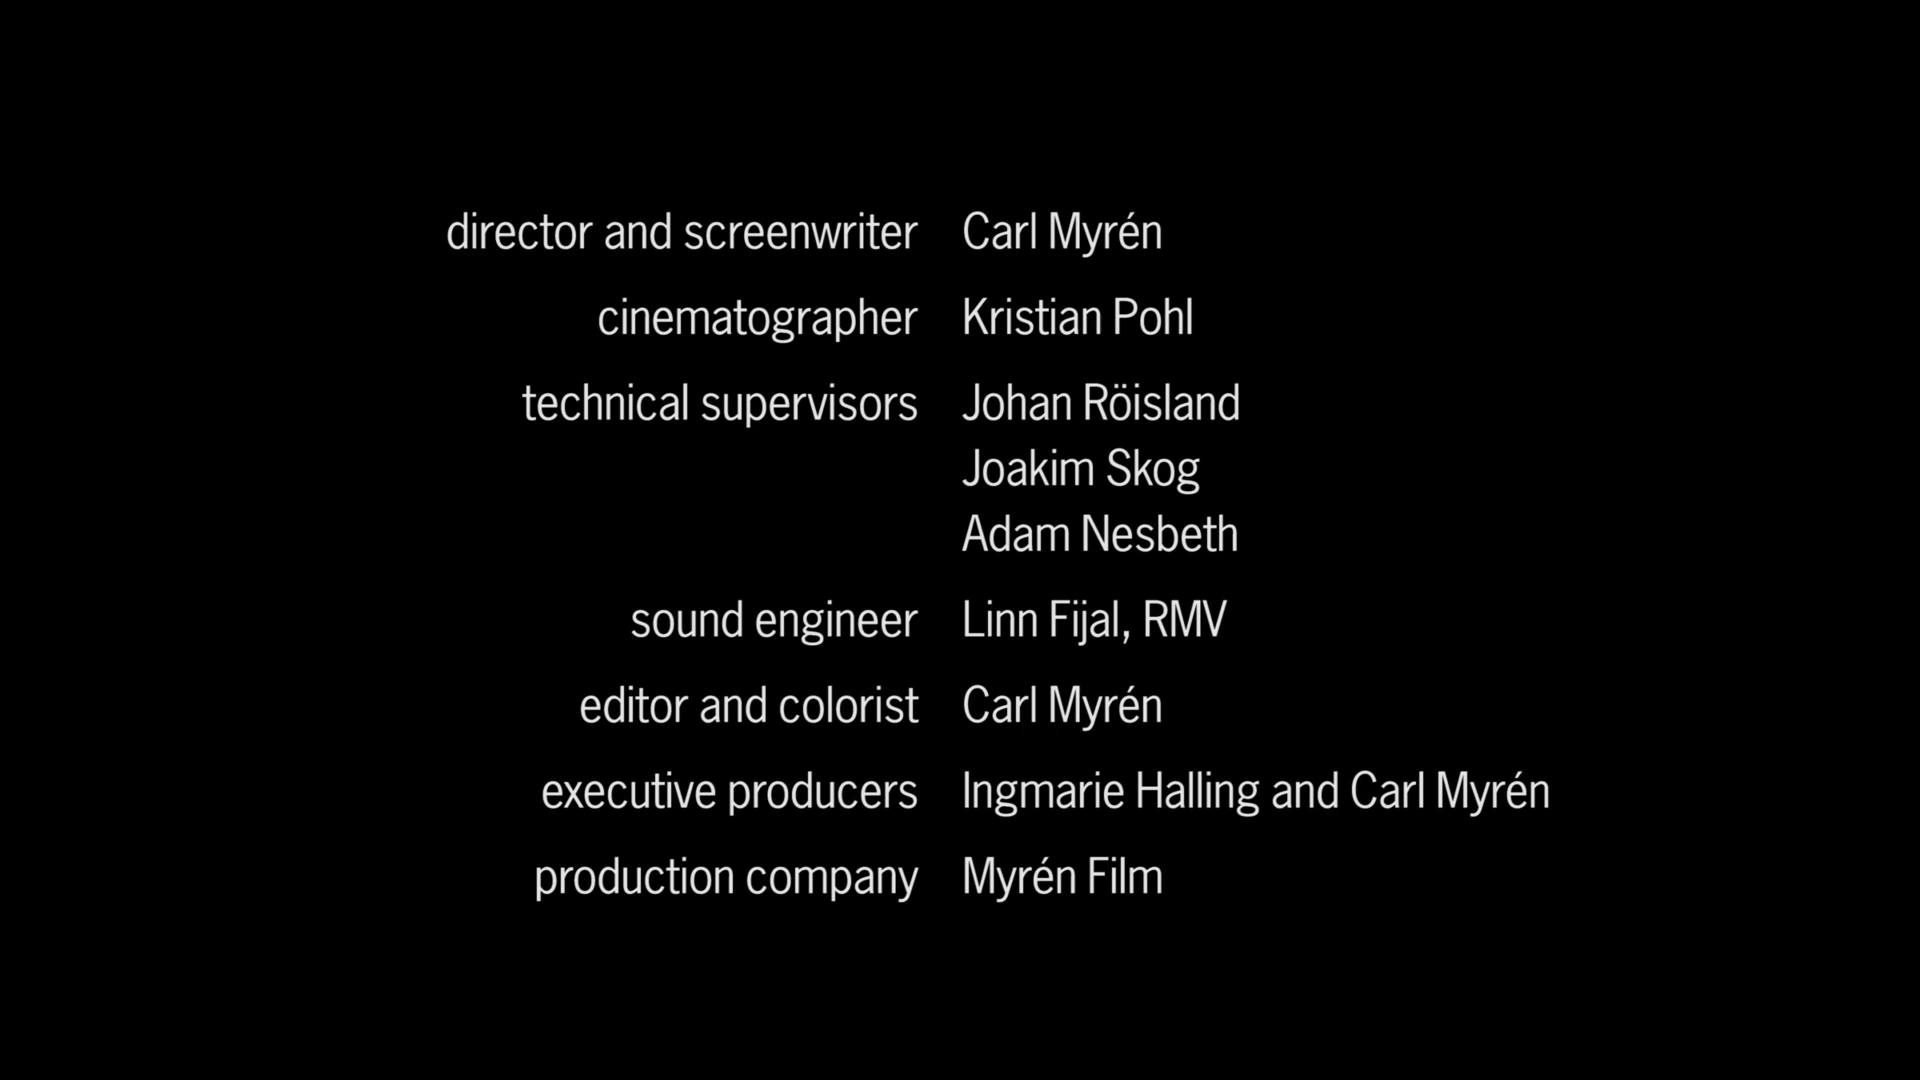 director and screenwriter Carl Myrén
cinematographer Kristian Pohl
technical supervisors Johan Röisland
Joakim Skog
Adam Nesbeth
sound engineer Linn Fijal, RMV
editor and colorist Carl Myrén
executive producers Ingmarie Halling and Carl Myrén
production company Myrén Film